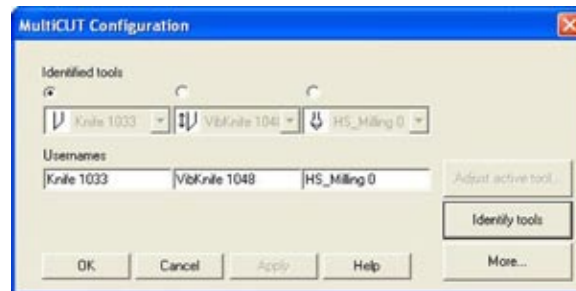 MultiCUT Configuration
Identified tools
Knife 1033 VibKnife 1048 HS_Milling 0
Usernames
Knife 1033 VibKnife 1048 HS_Milling 0
Adjust active tool...
Identify tools
OK Cancel Apply Help More...